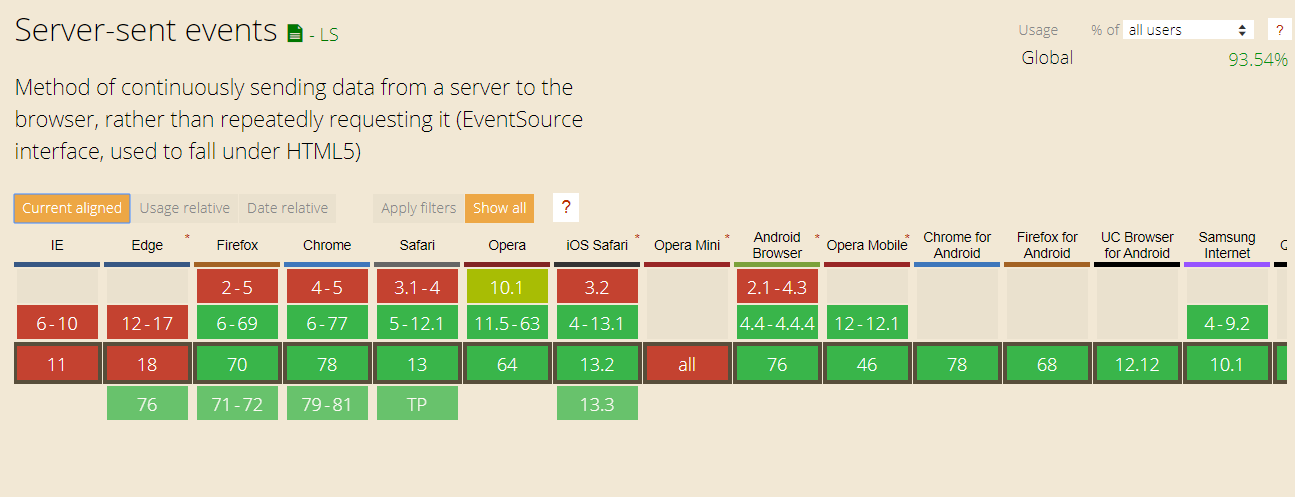 Server-sent events - LS
Usage % of all users ?
Global 93.54%
Method of continuously sending data from a server to the
browser, rather than repeatedly requesting it (EventSource
interface, used to fall under HTML5)
Current aligned Usage relative Date relative Apply filters Show all ?
IE Edge * Firefox Chrome Safari Opera iOS Safari * Opera Mini * Android Browser * Opera Mobile * Chrome for Android Firefox for Android UC Browser for Android Samsung Internet
2-5 4-5 3.1-4 10.1 3.2 2.1-4.3
6-10 12-17 6-69 6-77 5-12.1 11.5-63 4-13.1 4.4-4.4.4 12-12.1 4-9.2
11 18 70 78 13 64 13.2 all 76 46 78 68 12.12 10.1
76 71-72 79-81 TP 13.3